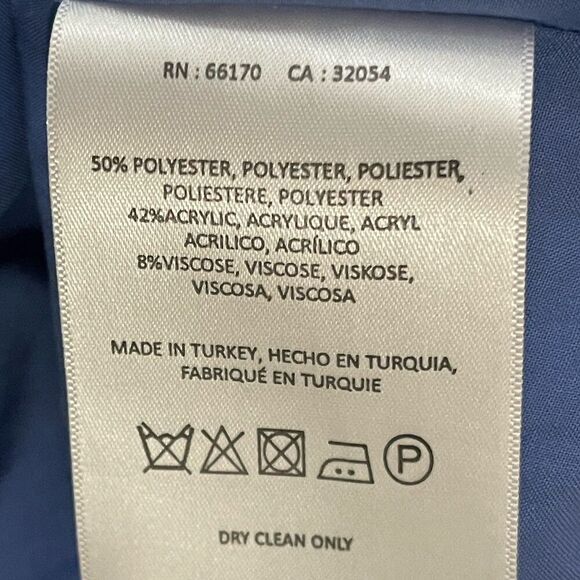 RN : 66170 CA : 32054
50% POLYESTER, POLYESTER, POLIESTER,
POLIESTERE, POLYESTER
42%ACRYLIC, ACRYLIQUE, ACRYL
ACRILICO, ACRÍLICO
8%VISCOSE, VISCOSE, VISKOSE,
VISCOSA, VISCOSA
MADE IN TURKEY, HECHO EN TURQUIA,
FABRIQUÉ EN TURQUIE
P
DRY CLEAN ONLY